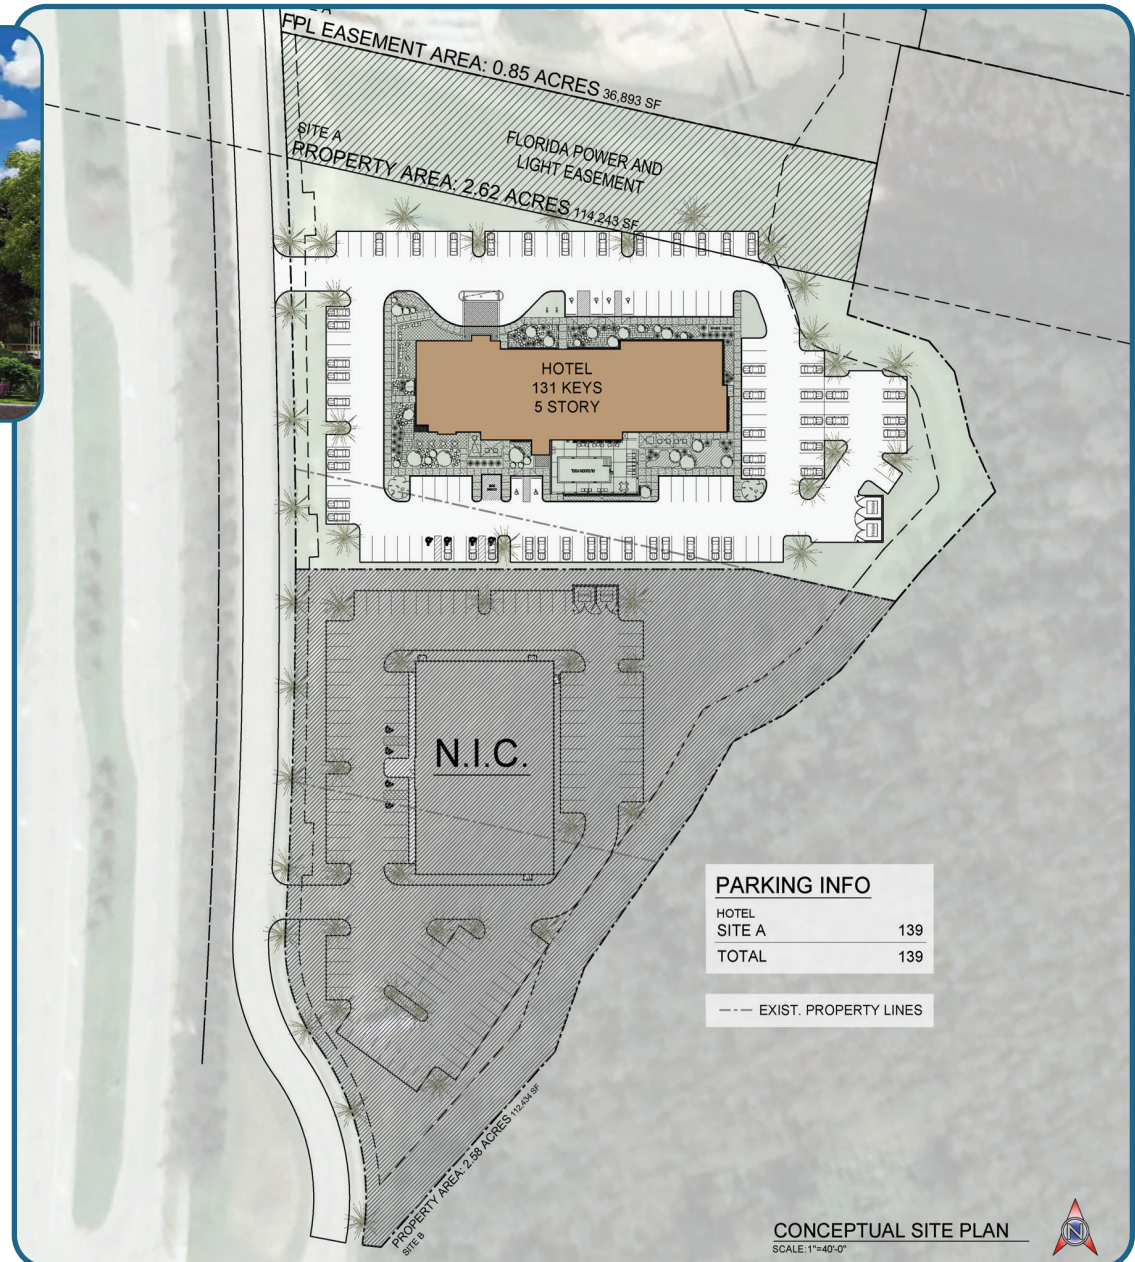 FPL EASEMENT AREA: 0.85 ACRES 36,893 SF
SITE A
PROPERTY AREA: 2.62 ACRES 114,243 SF
FLORIDA POWER AND
LIGHT EASEMENT
HOTEL
131 KEYS
5 STORY
N.I.C.
PARKING INFO
HOTEL
SITE A 139
TOTAL 139
EXIST. PROPERTY LINES
PROPERTY AREA: 2.58 ACRES 112,434 SF
SITE B
CONCEPTUAL SITE PLAN
SCALE:1"=40'-0"
N